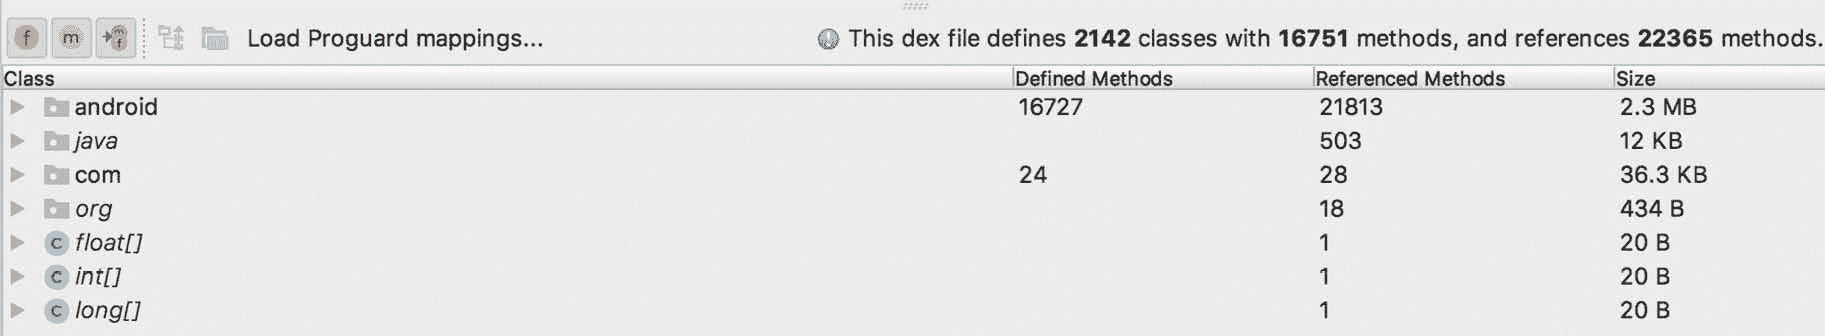 f m m f Load Proguard mappings... This dex file defines 2142 classes with 16751 methods, and references 22365 methods.
Class Defined Methods Referenced Methods Size
android 16727 21813 2.3 MB
java 503 12 KB
com 24 28 36.3 KB
org 18 434 B
c float[] 1 20 B
c int[] 1 20 B
c long[] 1 20 B